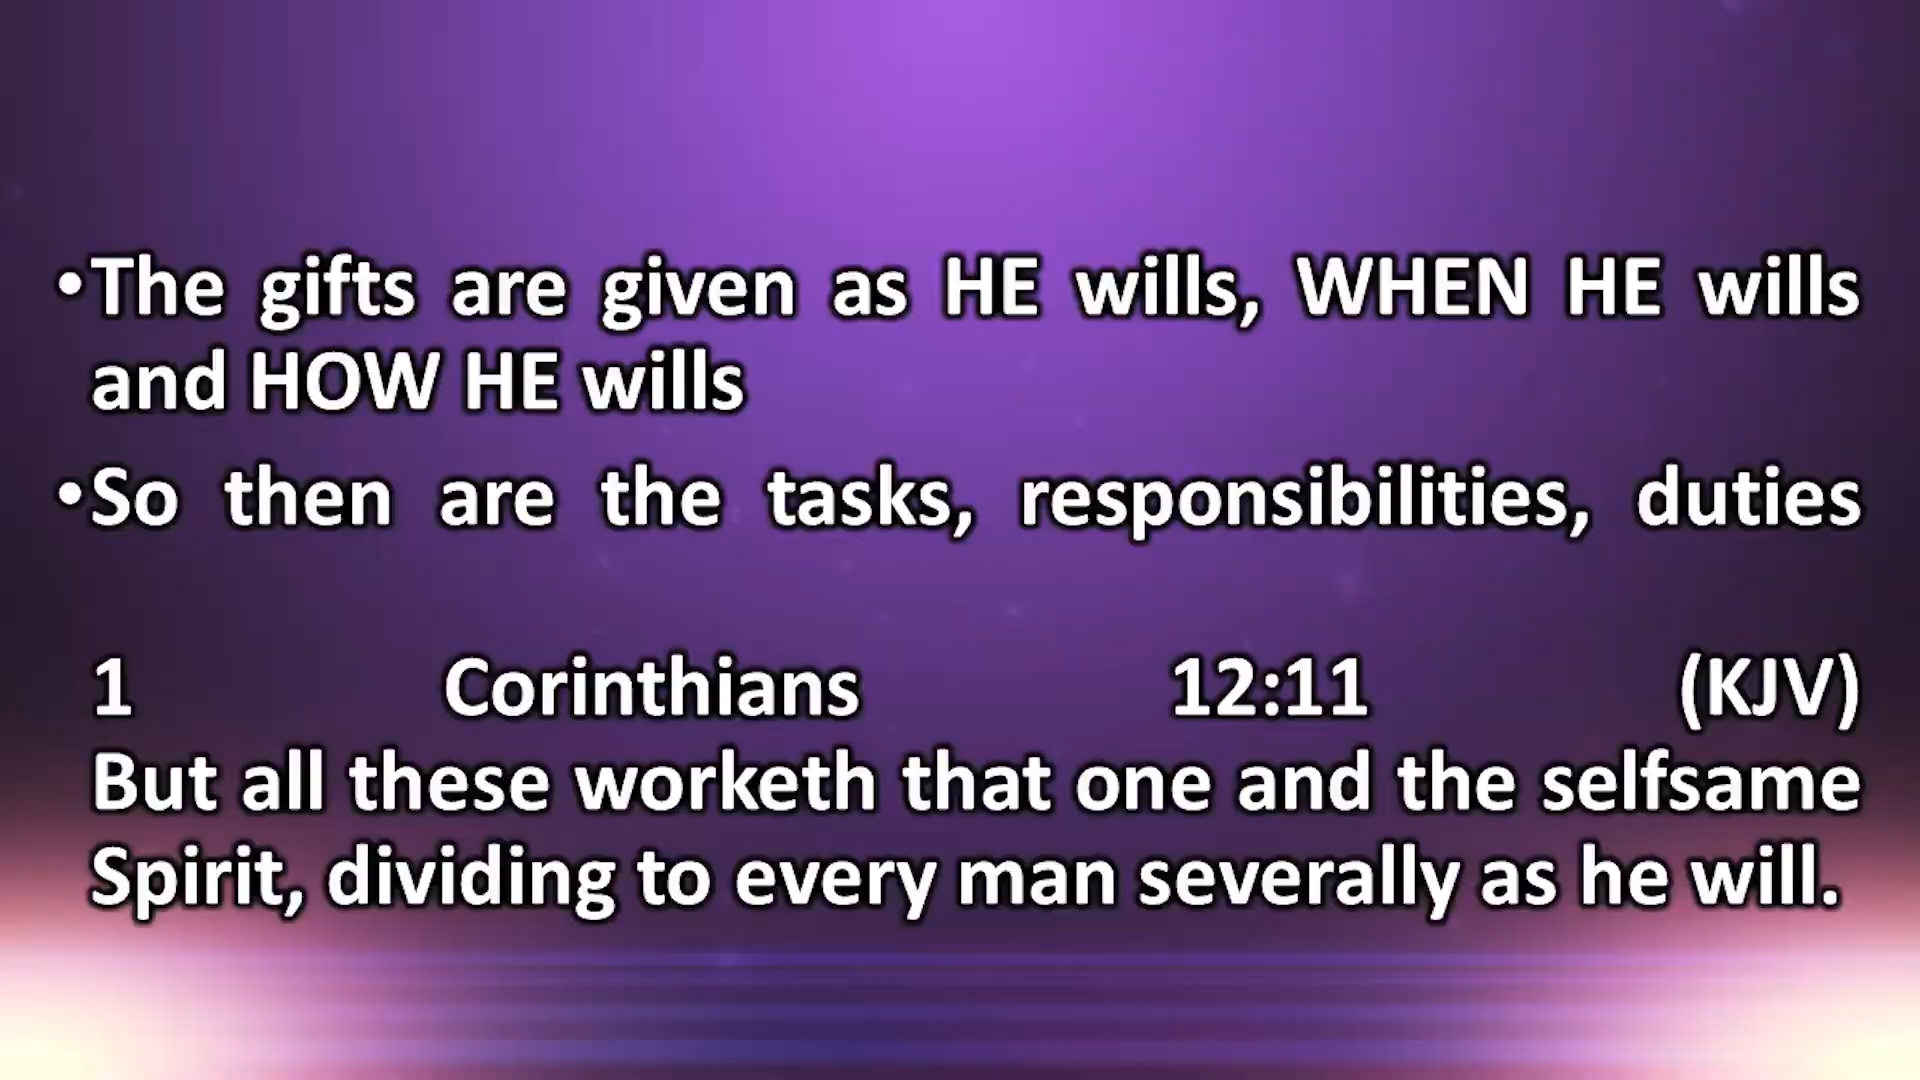 •The gifts are given as HE wills, WHEN HE wills
and HOW HE wills
•So then are the tasks, responsibilities, duties
1 Corinthians 12:11 (KJV)
But all these worketh that one and the selfsame
Spirit, dividing to every man severally as he will.